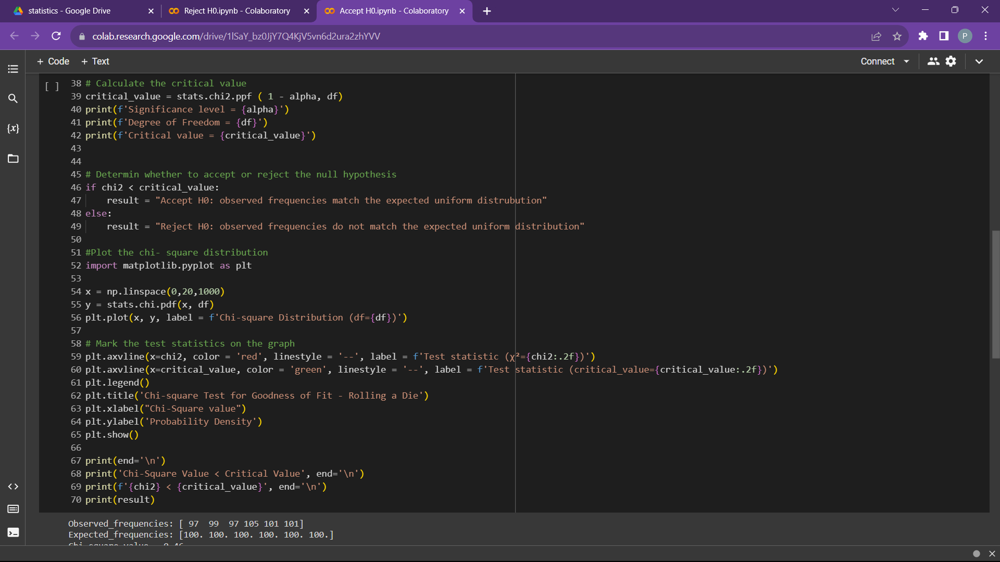 statistics - Google Drive
Reject H0.ipynb - Colaboratory
Accept H0.ipynb - Colaboratory
colab.research.google.com/drive/1lSaY_bz0JjY7Q4KjV5vn6d2ura2zhYVV
P
+ Code + Text
Connect
[ ]
38 # Calculate the critical value
39 critical_value = stats.chi2.ppf ( 1 - alpha, df)
40 print(f'Significance level = {alpha}')
41 print(f'Degree of Freedom = {df}')
42 print(f'Critical value = {critical_value}')
43
44
45 # Determin whether to accept or reject the null hypothesis
46 if chi2 < critical_value:
47     result = "Accept H0: observed frequencies match the expected uniform distrubution"
48 else:
49     result = "Reject H0: observed frequencies do not match the expected uniform distribution"
50
51 #Plot the chi- square distribution
52 import matplotlib.pyplot as plt
53
54 x = np.linspace(0,20,1000)
55 y = stats.chi.pdf(x, df)
56 plt.plot(x, y, label = f'Chi-square Distribution (df={df})')
57
58 # Mark the test statistics on the graph
59 plt.axvline(x=chi2, color = 'red', linestyle = '--', label = f'Test statistic (χ²={chi2:.2f})')
60 plt.axvline(x=critical_value, color = 'green', linestyle = '--', label = f'Test statistic (critical_value={critical_value:.2f})')
61 plt.legend()
62 plt.title('Chi-square Test for Goodness of Fit - Rolling a Die')
63 plt.xlabel("Chi-Square value")
64 plt.ylabel('Probability Density')
65 plt.show()
66
67 print(end='\n')
68 print('Chi-Square Value < Critical Value', end='\n')
69 print(f'{chi2} < {critical_value}', end='\n')
70 print(result)
{x}
Observed_frequencies: [ 97  99  97 105 101 101]
Expected_frequencies: [100. 100. 100. 100. 100. 100.]